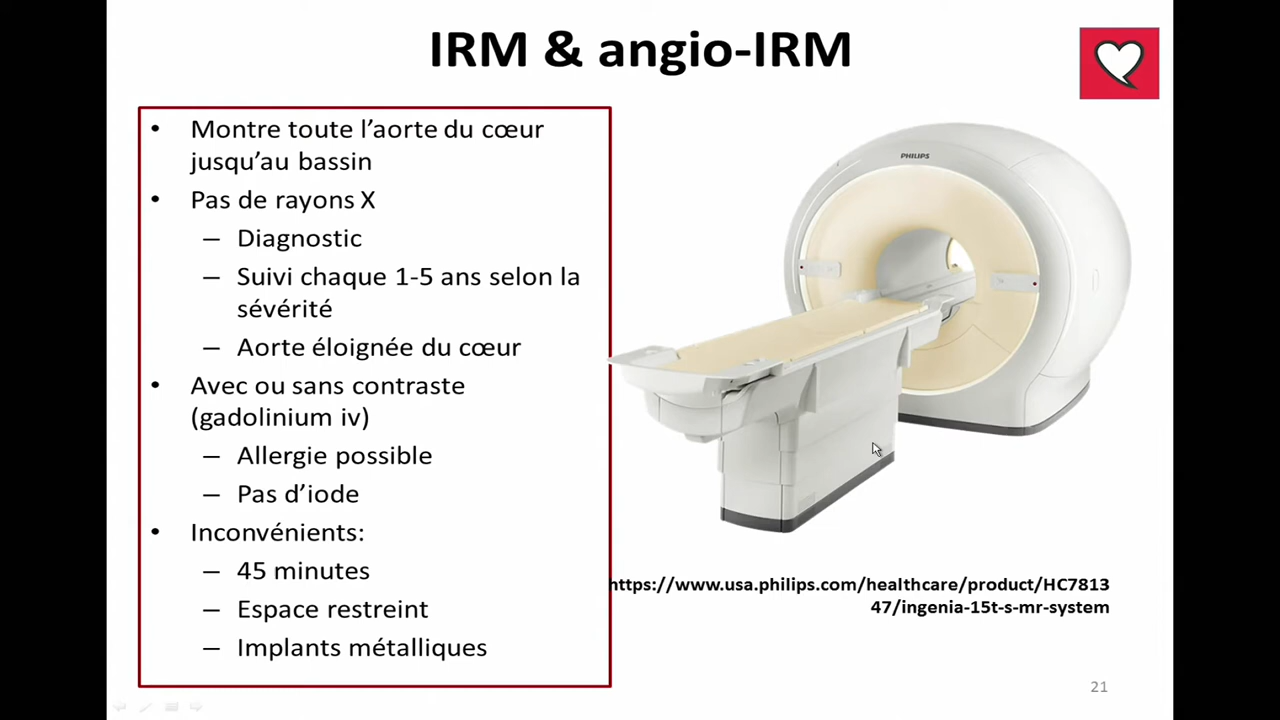 IRM & angio-IRM
• Montre toute l’aorte du cœur
jusqu’au bassin
• Pas de rayons X
– Diagnostic
– Suivi chaque 1-5 ans selon la
sévérité
– Aorte éloignée du cœur
• Avec ou sans contraste
(gadolinium iv)
– Allergie possible
– Pas d’iode
• Inconvénients:
– 45 minutes
– Espace restreint
– Implants métalliques
PHILIPS
https://www.usa.philips.com/healthcare/product/HC7813
47/ingenia-15t-s-mr-system
21